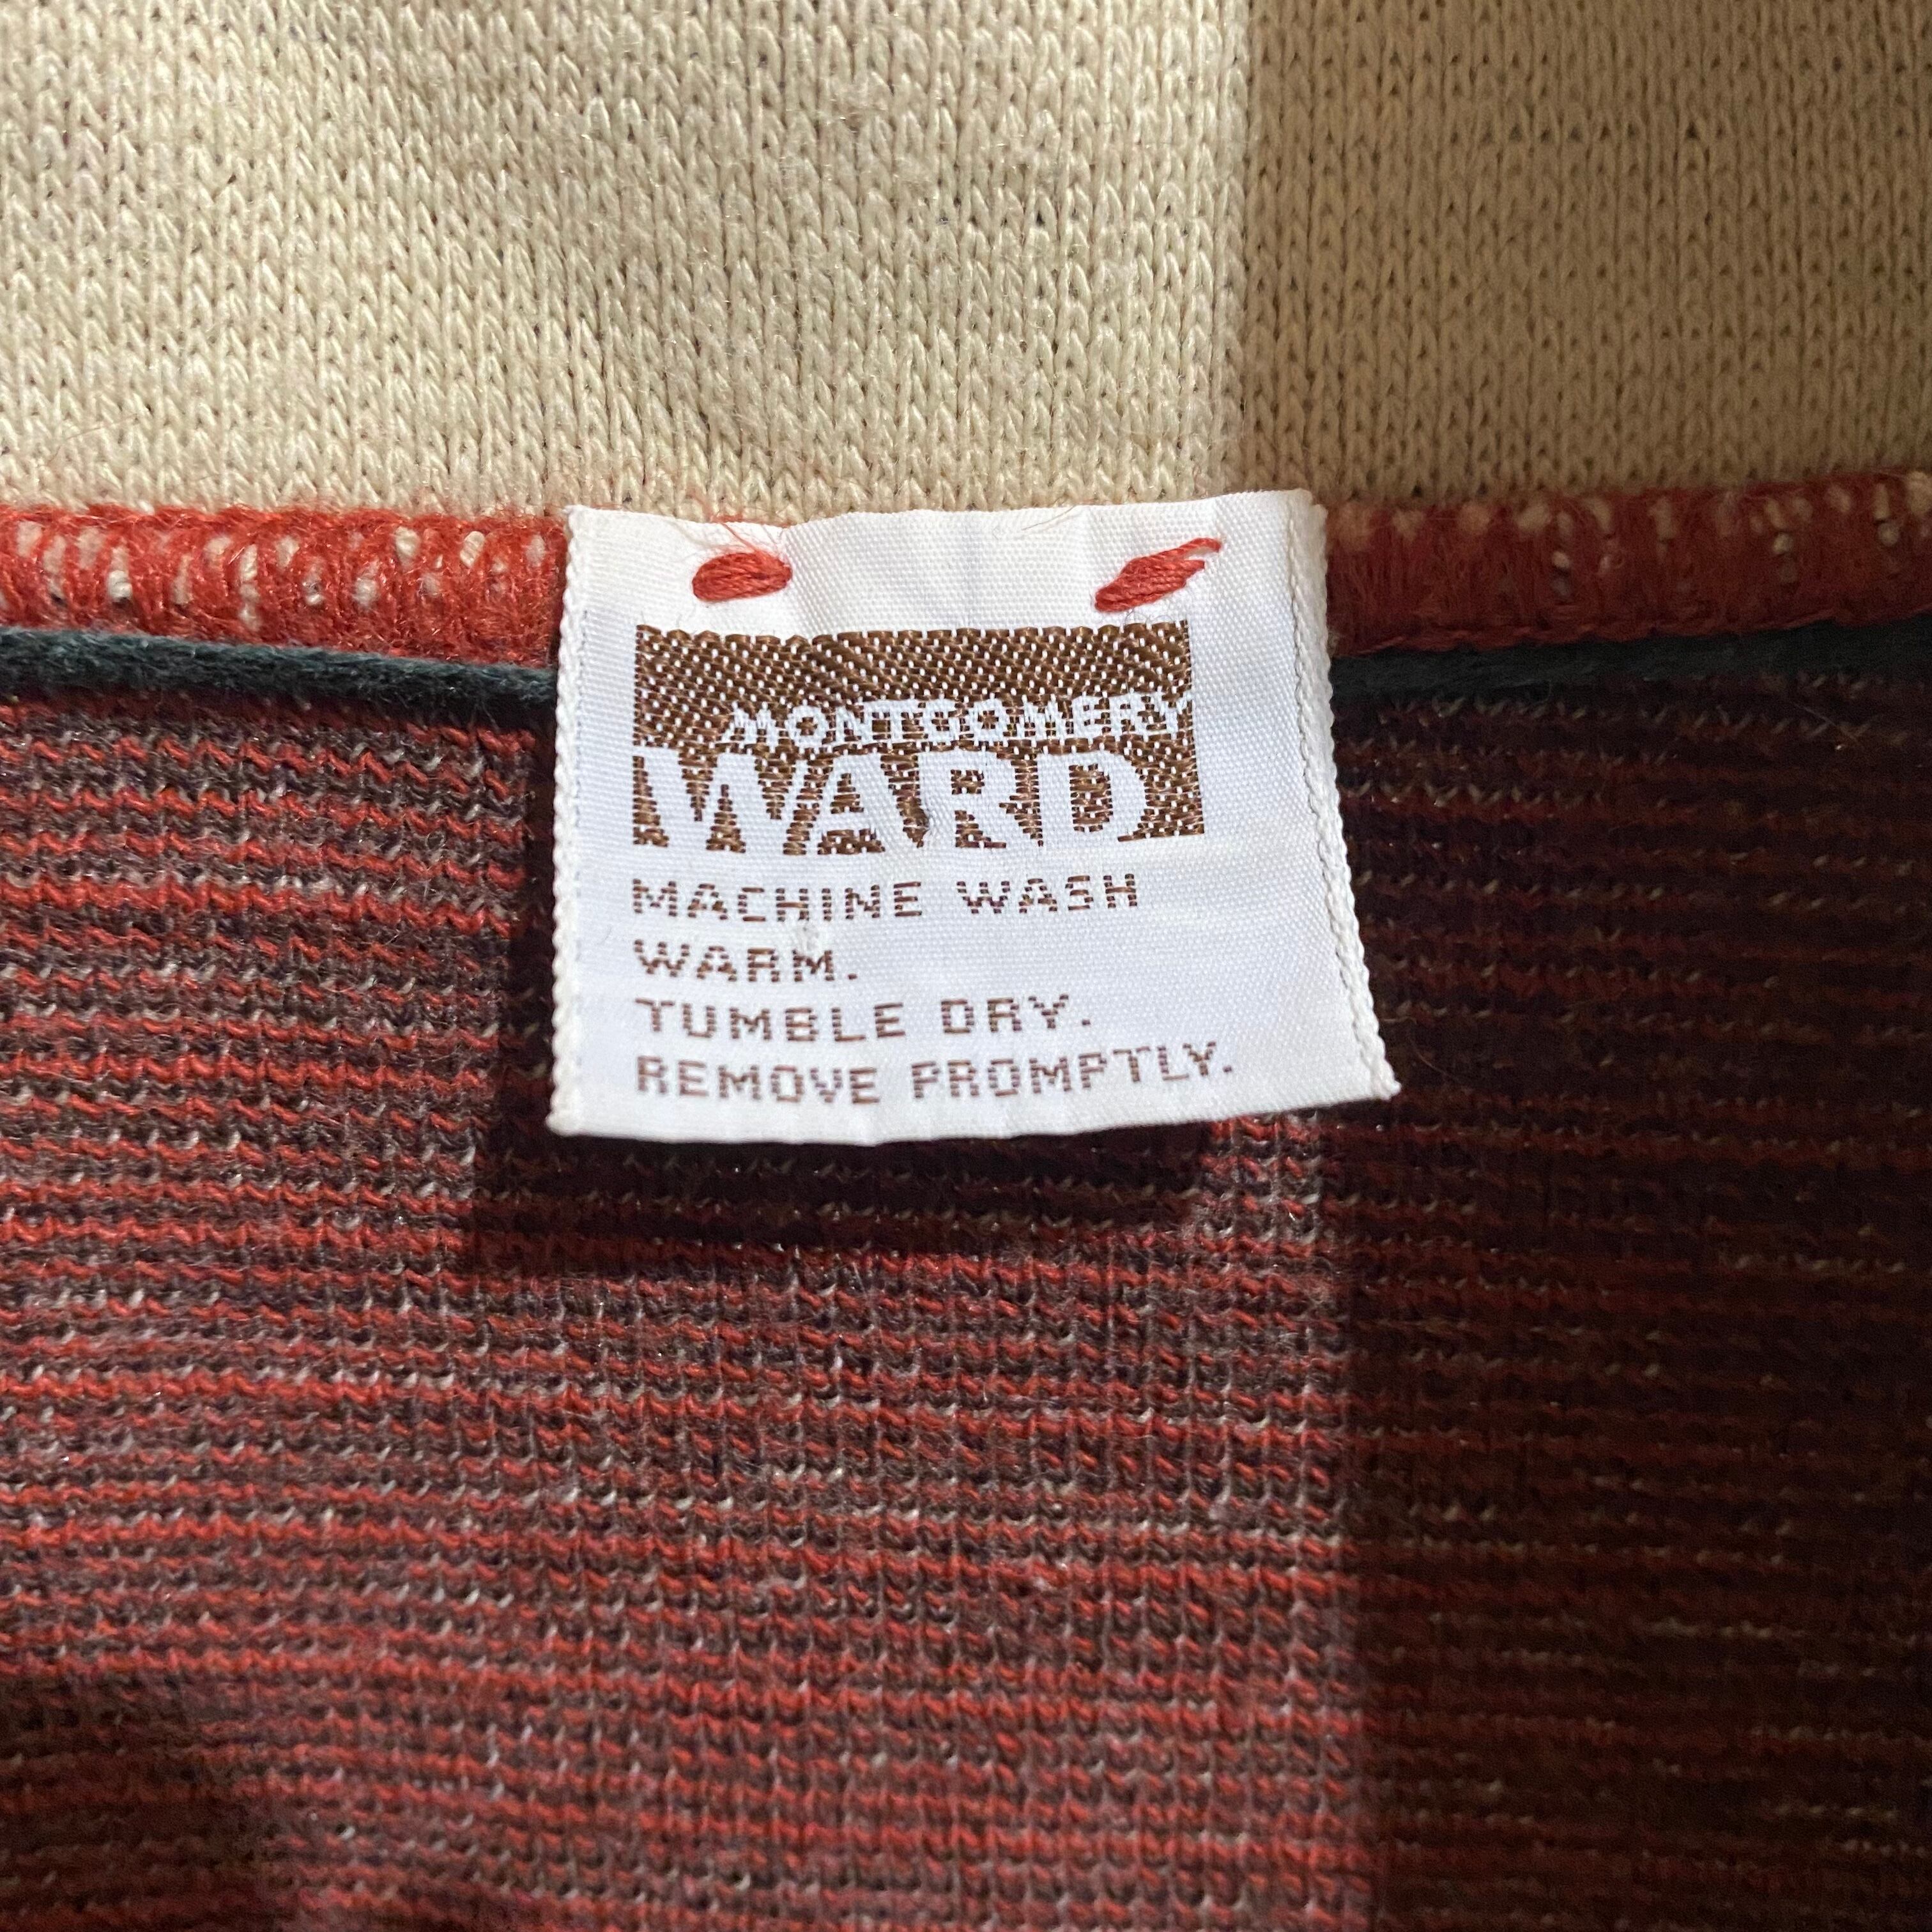 MONTGOMERY
WARD
MACHINE WASH
WARM.
TUMBLE DRY.
REMOVE PROMPTLY.